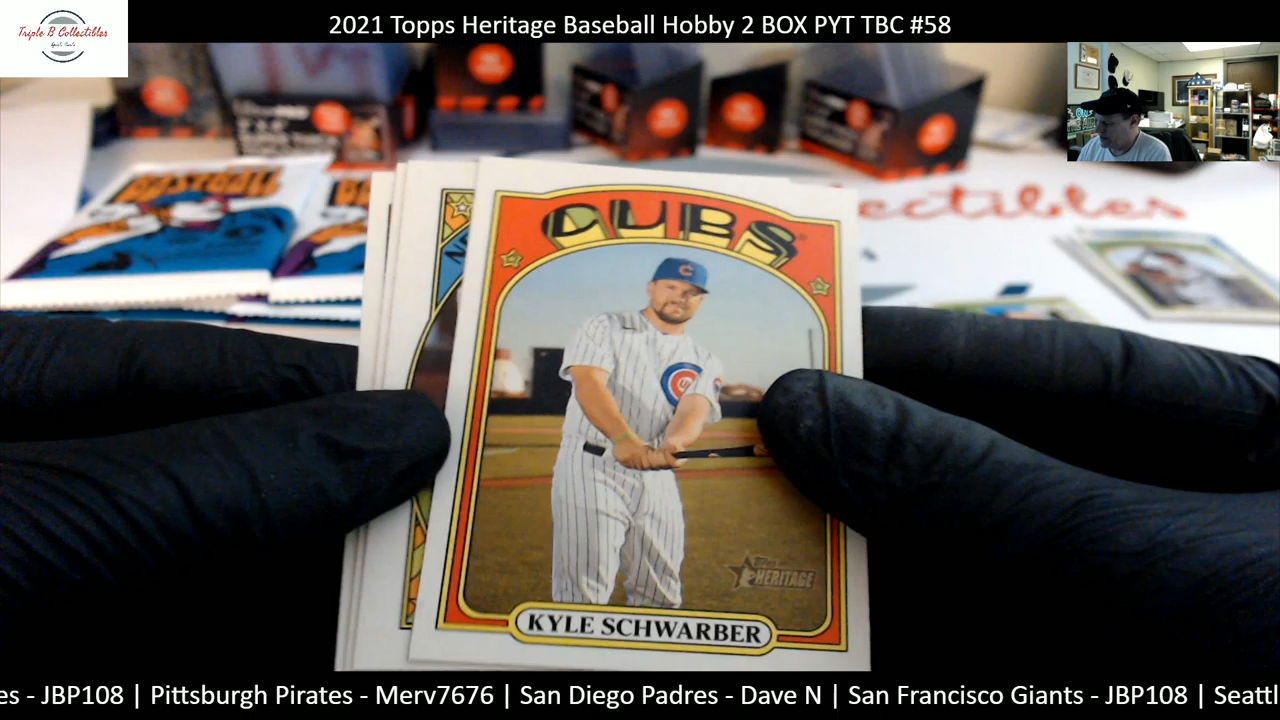 2021 Topps Heritage Baseball Hobby 2 BOX PYT TBC #58
Triple B Collectibles
BASEBALL
ectibles
CUBS
C
TOPPS
HERITAGE
KYLE SCHWARBER
es - JBP108 | Pittsburgh Pirates - Merv7676 | San Diego Padres - Dave N | San Francisco Giants - JBP108 | Seattl